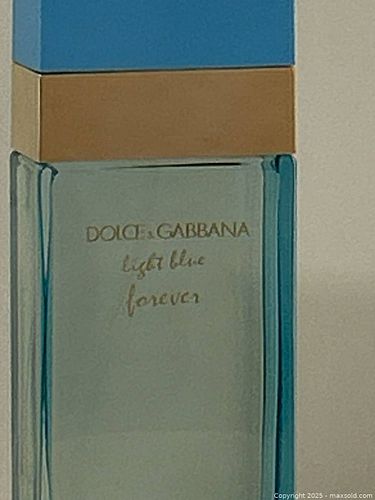 DOLCE & GABBANA
light blue
forever
Copyright 2025 - maxsold.com